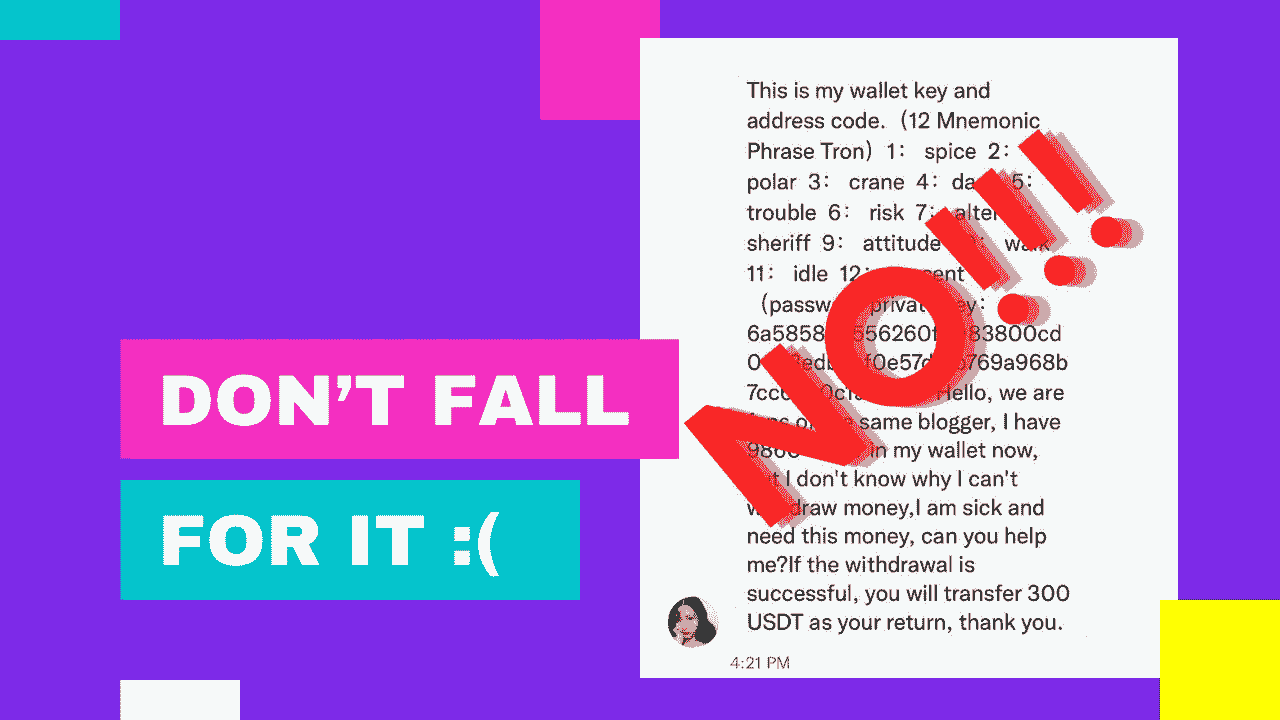 DON'T FALL
FOR IT :(
This is my wallet key and
address code.（12 Mnemonic
Phrase Tron）1： spice 2：
polar 3： crane 4： 5：
trouble 6： risk 7：
sheriff 9： attitude walk
11： idle 12：
（
6a5858
7cc Hello, we are
same blogger, I have
in my wallet now,
I don't know why I can't
money,I am sick and
need this money, can you help
me?If the withdrawal is
successful, you will transfer 300
USDT as your return, thank you.
4:21 PM
NO!!!